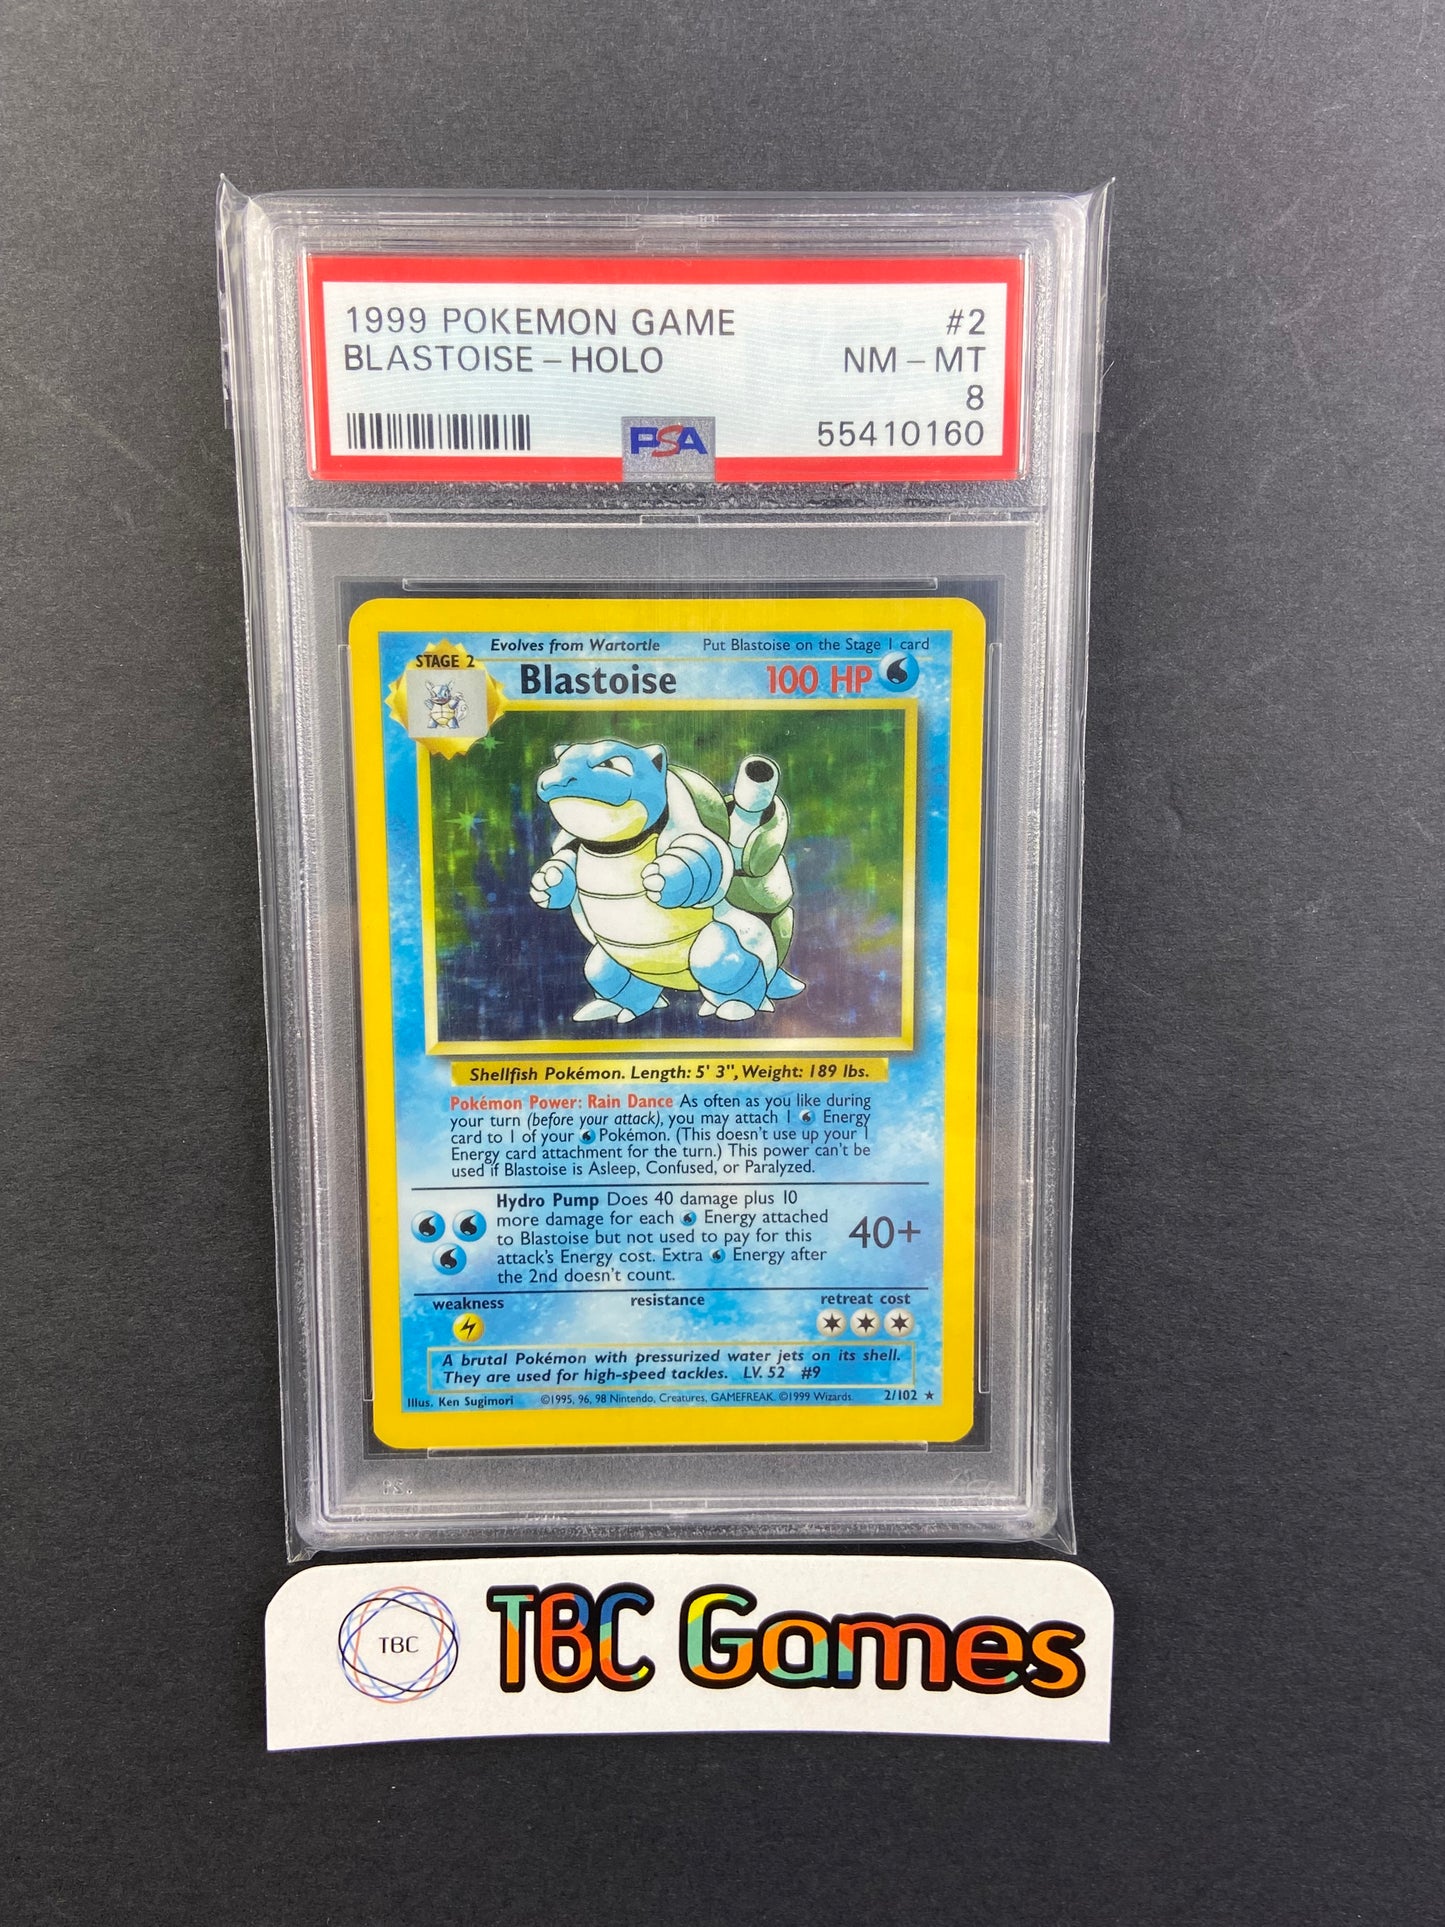 1999 POKEMON GAME #2
BLASTOISE – HOLO NM – MT
8
PSA 55410160
Evolves from Wartortle Put Blastoise on the Stage 1 card
STAGE 2
Blastoise 100 HP
Shellfish Pokémon. Length: 5' 3", Weight: 189 lbs.
Pokémon Power: Rain Dance As often as you like during
your turn (before your attack), you may attach 1 Energy
card to 1 of your Pokémon. (This doesn't use up your 1
Energy card attachment for the turn.) This power can't be
used if Blastoise is Asleep, Confused, or Paralyzed.
Hydro Pump Does 40 damage plus 10
more damage for each Energy attached
to Blastoise but not used to pay for this
attack's Energy cost. Extra Energy after
the 2nd doesn't count.
40+
weakness resistance retreat cost
A brutal Pokémon with pressurized water jets on its shell.
They are used for high-speed tackles. LV. 52 #9
Illus. Ken Sugimori ©1995, 96, 98 Nintendo, Creatures, GAMEFREAK. ©1999 Wizards. 2/102 ★
TBC TBC Games